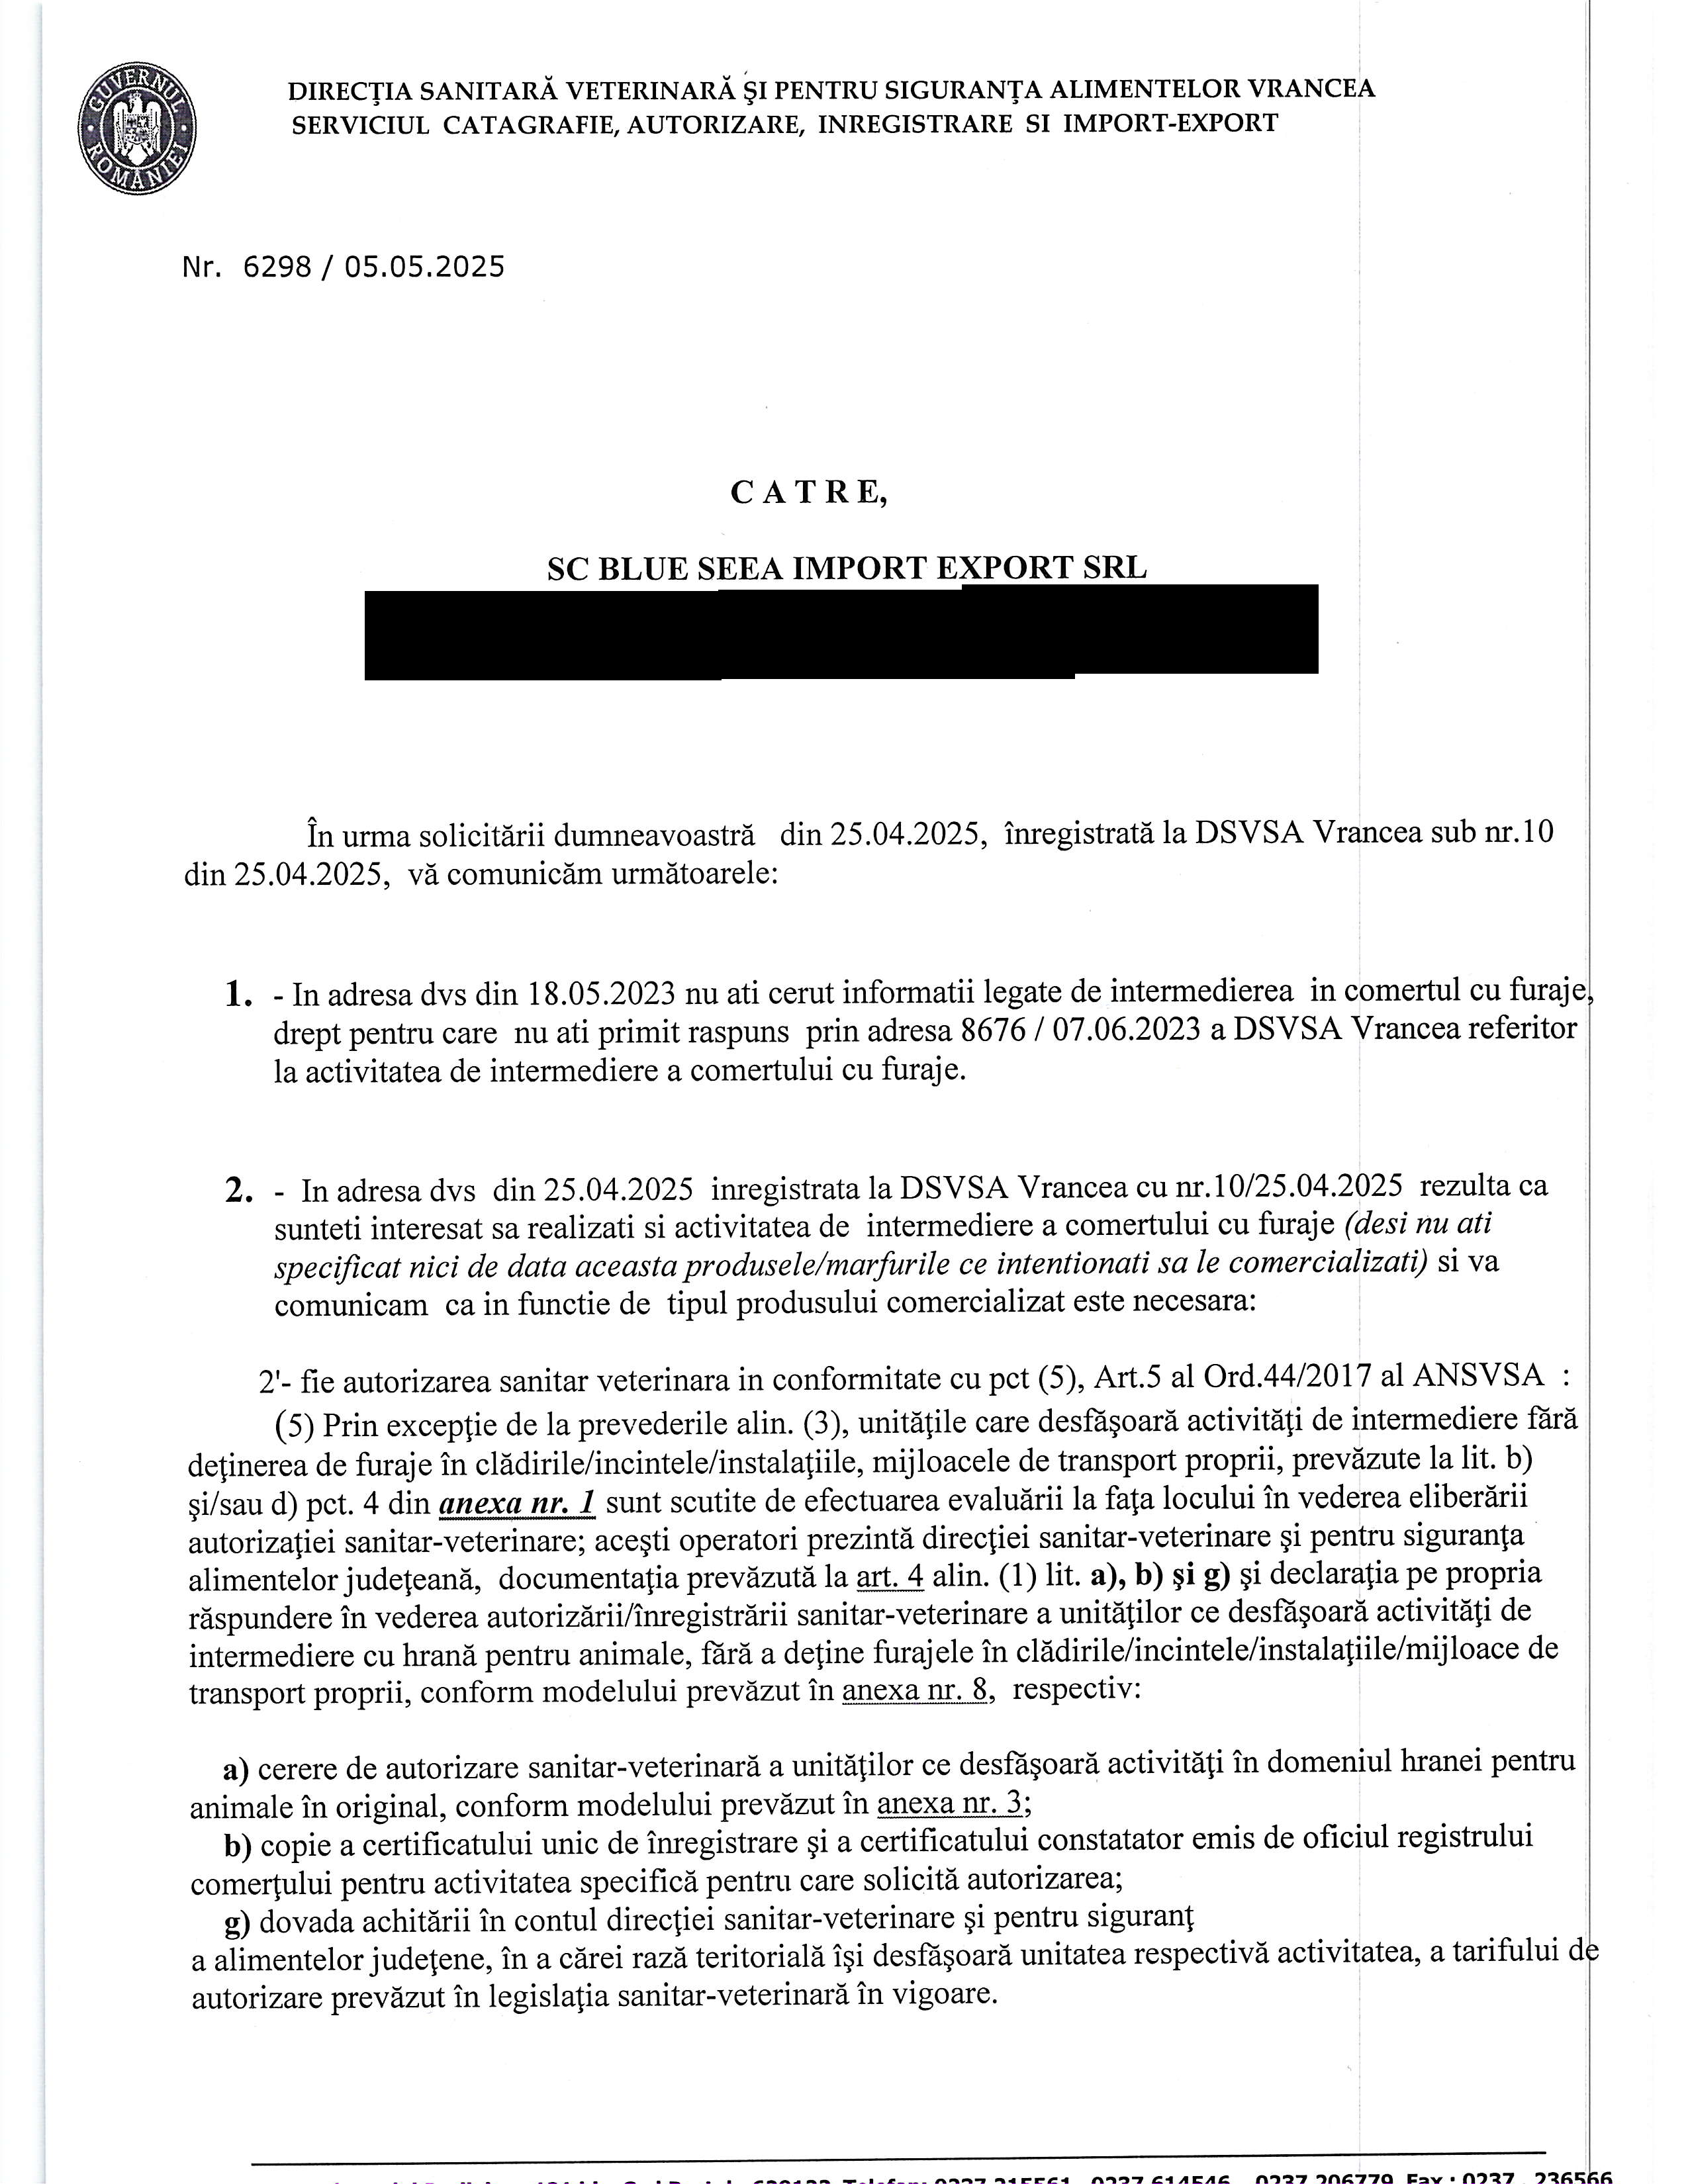 GUVERNUL ROMÂNIEI
DIRECŢIA SANITARĂ VETERINARĂ ŞI PENTRU SIGURANŢA ALIMENTELOR VRANCEA
SERVICIUL CATAGRAFIE, AUTORIZARE, INREGISTRARE SI IMPORT-EXPORT
Nr. 6298 / 05.05.2025
C A T R E,
SC BLUE SEEA IMPORT EXPORT SRL
În urma solicitării dumneavoastră din 25.04.2025, înregistrată la DSVSA Vrancea sub nr.10
din 25.04.2025, vă comunicăm următoarele:
1. - In adresa dvs din 18.05.2023 nu ati cerut informatii legate de intermedierea in comertul cu furaje,
drept pentru care nu ati primit raspuns prin adresa 8676 / 07.06.2023 a DSVSA Vrancea referitor
la activitatea de intermediere a comertului cu furaje.
2. - In adresa dvs din 25.04.2025 inregistrata la DSVSA Vrancea cu nr.10/25.04.2025 rezulta ca
sunteti interesat sa realizati si activitatea de intermediere a comertului cu furaje (desi nu ati
specificat nici de data aceasta produsele/marfurile ce intentionati sa le comercializati) si va
comunicam ca in functie de tipul produsului comercializat este necesara:
2'- fie autorizarea sanitar veterinara in conformitate cu pct (5), Art.5 al Ord.44/2017 al ANSVSA :
(5) Prin excepţie de la prevederile alin. (3), unităţile care desfăşoară activităţi de intermediere fără
deţinerea de furaje în clădirile/incintele/instalaţiile, mijloacele de transport proprii, prevăzute la lit. b)
şi/sau d) pct. 4 din anexa nr. 1 sunt scutite de efectuarea evaluării la faţa locului în vederea eliberării
autorizaţiei sanitar-veterinare; aceşti operatori prezintă direcţiei sanitar-veterinare şi pentru siguranţa
alimentelor judeţeană, documentaţia prevăzută la art. 4 alin. (1) lit. a), b) şi g) şi declaraţia pe propria
răspundere în vederea autorizării/înregistrării sanitar-veterinare a unităţilor ce desfăşoară activităţi de
intermediere cu hrană pentru animale, fără a deţine furajele în clădirile/incintele/instalaţiile/mijloace de
transport proprii, conform modelului prevăzut în anexa nr. 8, respectiv:
a) cerere de autorizare sanitar-veterinară a unităţilor ce desfăşoară activităţi în domeniul hranei pentru
animale în original, conform modelului prevăzut în anexa nr. 3;
b) copie a certificatului unic de înregistrare şi a certificatului constatator emis de oficiul registrului
comerţului pentru activitatea specifică pentru care solicită autorizarea;
g) dovada achitării în contul direcţiei sanitar-veterinare şi pentru siguranţ
a alimentelor judeţene, în a cărei rază teritorială îşi desfăşoară unitatea respectivă activitatea, a tarifului de
autorizare prevăzut în legislaţia sanitar-veterinară în vigoare.